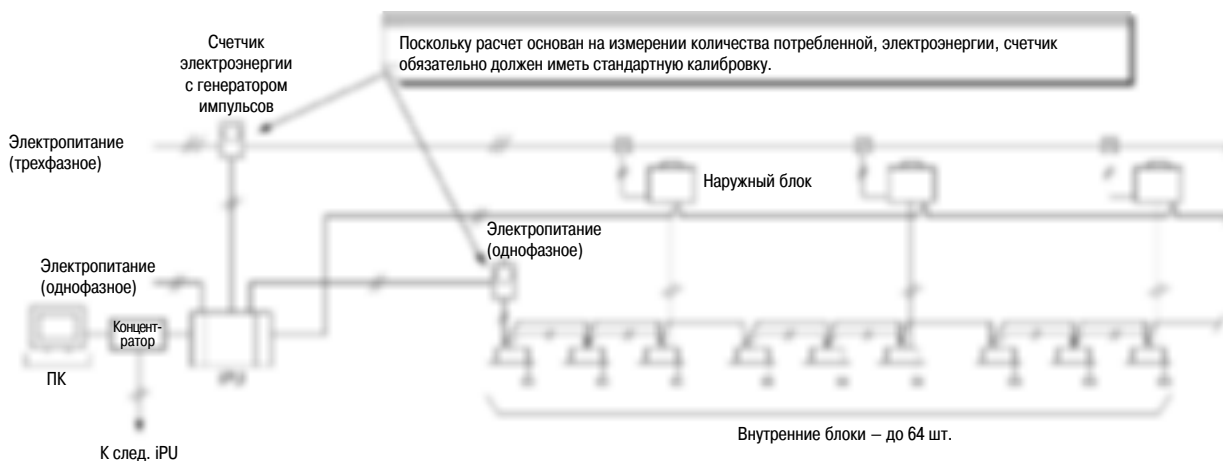 Счетчик
электроэнергии
с генератором
импульсов
Поскольку расчет основан на измерении количества потребленной, электроэнергии, счетчик
обязательно должен иметь стандартную калибровку.
Электропитание
(трехфазное)
Наружный блок
Электропитание
(однофазное)
Электропитание
(однофазное)
Концент-
ратор
ПК
iPU
Внутренние блоки – до 64 шт.
К след. iPU